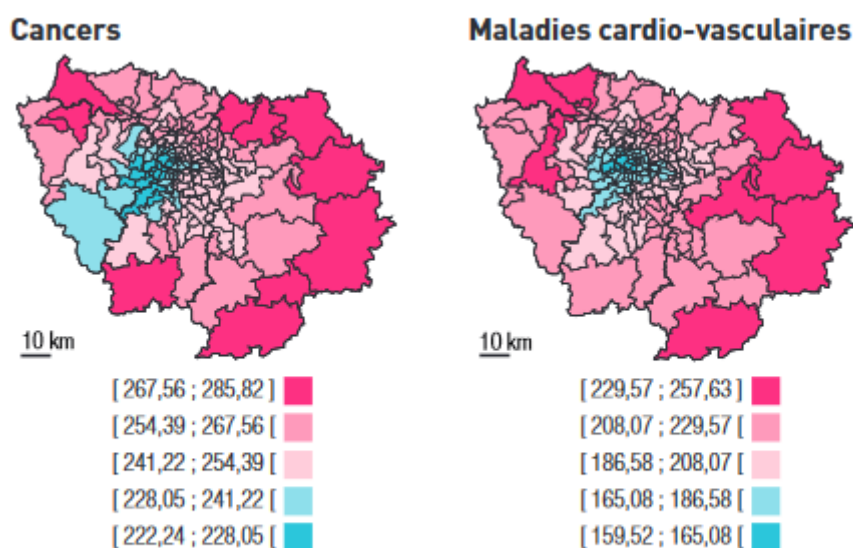 Cancers
10 km
[ 267,56 ; 285,82 ]
[ 254,39 ; 267,56 [
[ 241,22 ; 254,39 [
[ 228,05 ; 241,22 [
[ 222,24 ; 228,05 [
Maladies cardio-vasculaires
10 km
[ 229,57 ; 257,63 ]
[ 208,07 ; 229,57 [
[ 186,58 ; 208,07 [
[ 165,08 ; 186,58 [
[ 159,52 ; 165,08 [